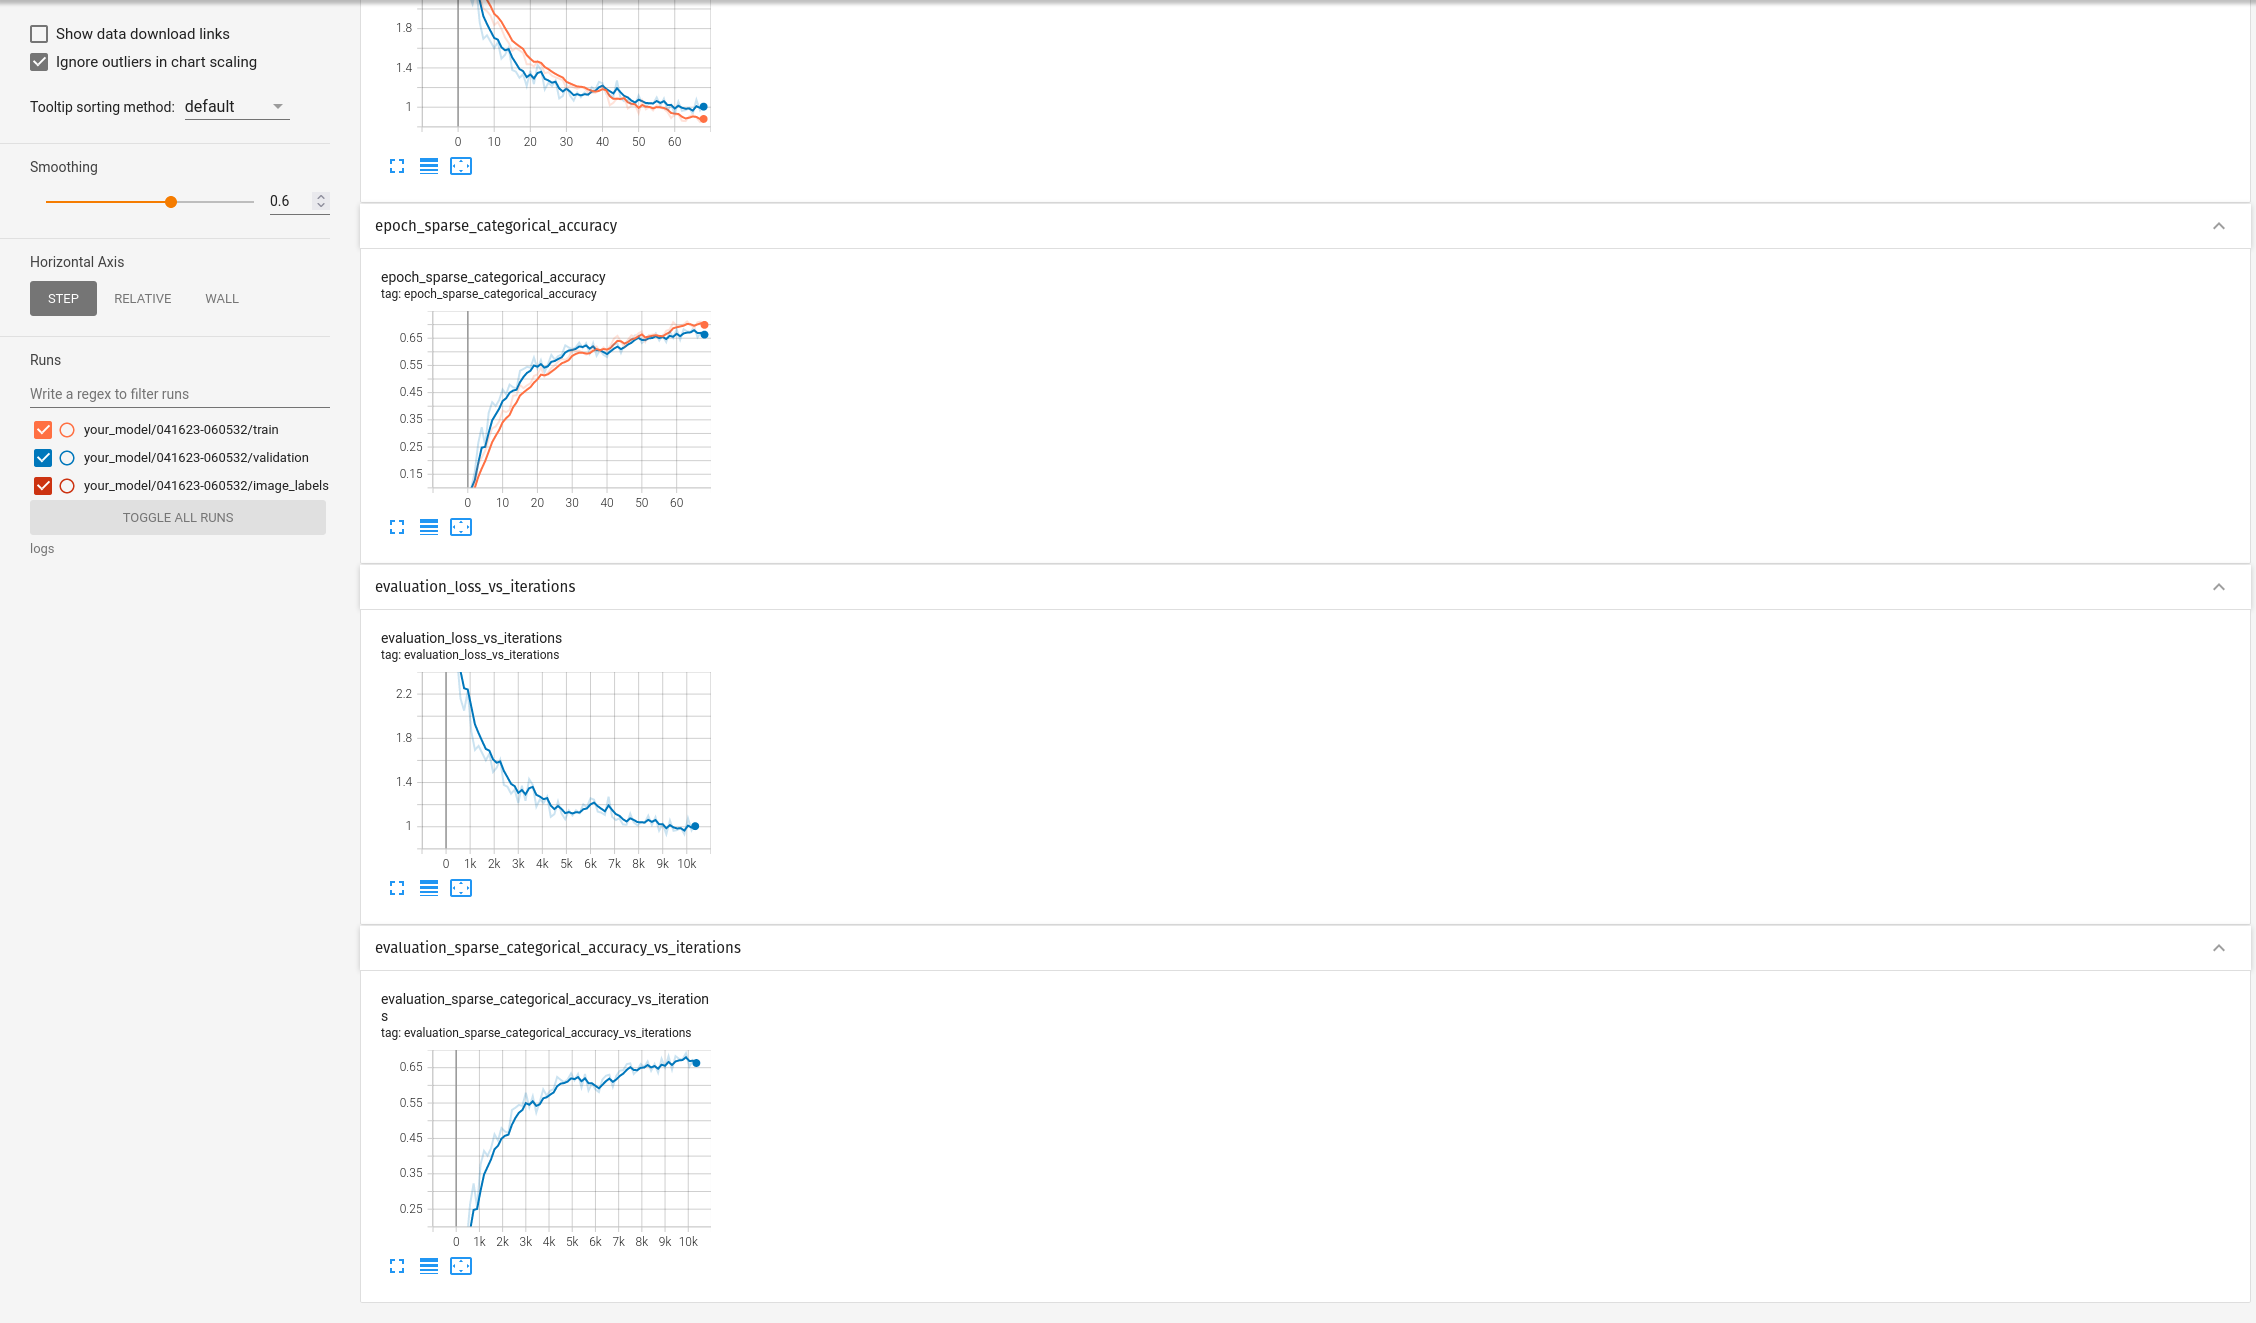 Show data download links
Ignore outliers in chart scaling
Tooltip sorting method: default
Smoothing
0.6
Horizontal Axis
STEP RELATIVE WALL
Runs
Write a regex to filter runs
your_model/041623-060532/train
your_model/041623-060532/validation
your_model/041623-060532/image_labels
TOGGLE ALL RUNS
logs
1.8
1.4
1
0 10 20 30 40 50 60
epoch_sparse_categorical_accuracy
epoch_sparse_categorical_accuracy
tag: epoch_sparse_categorical_accuracy
0.65
0.55
0.45
0.35
0.25
0.15
0 10 20 30 40 50 60
evaluation_loss_vs_iterations
evaluation_loss_vs_iterations
tag: evaluation_loss_vs_iterations
2.2
1.8
1.4
1
0 1k 2k 3k 4k 5k 6k 7k 8k 9k 10k
evaluation_sparse_categorical_accuracy_vs_iterations
evaluation_sparse_categorical_accuracy_vs_iteration
s
tag: evaluation_sparse_categorical_accuracy_vs_iterations
0.65
0.55
0.45
0.35
0.25
0 1k 2k 3k 4k 5k 6k 7k 8k 9k 10k